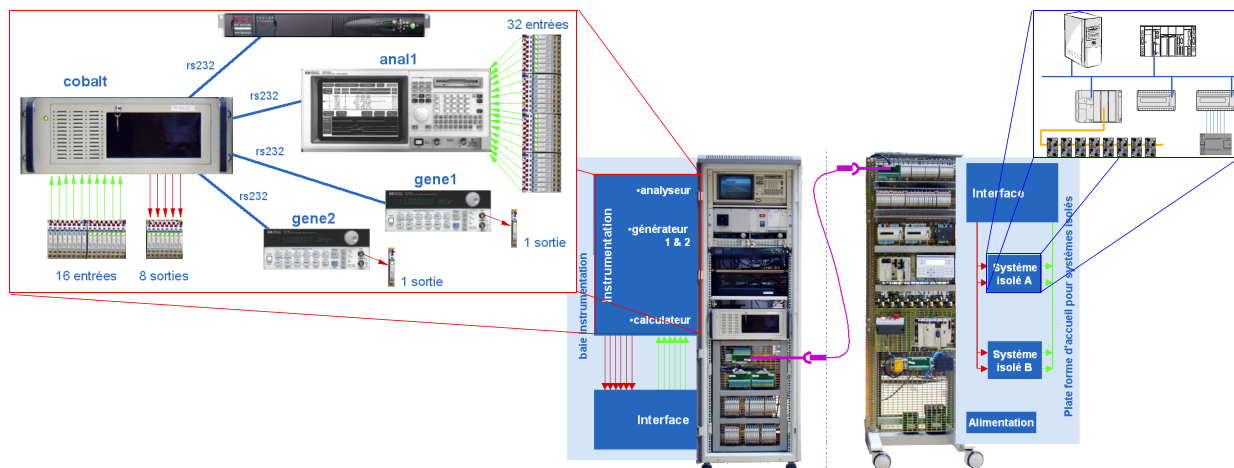 32 entrées
rs232
anal1
cobalt
rs232
rs232
rs232
gene1
gene2
1 sortie
16 entrées
8 sorties
1 sortie
baie instrumentation
Instrumentation
•analyseur
•générateur
1 & 2
•calculateur
Interface
Interface
Système
isolé A
Système
isolé B
Alimentation
Plate forme d'accueil pour systèmes isolés